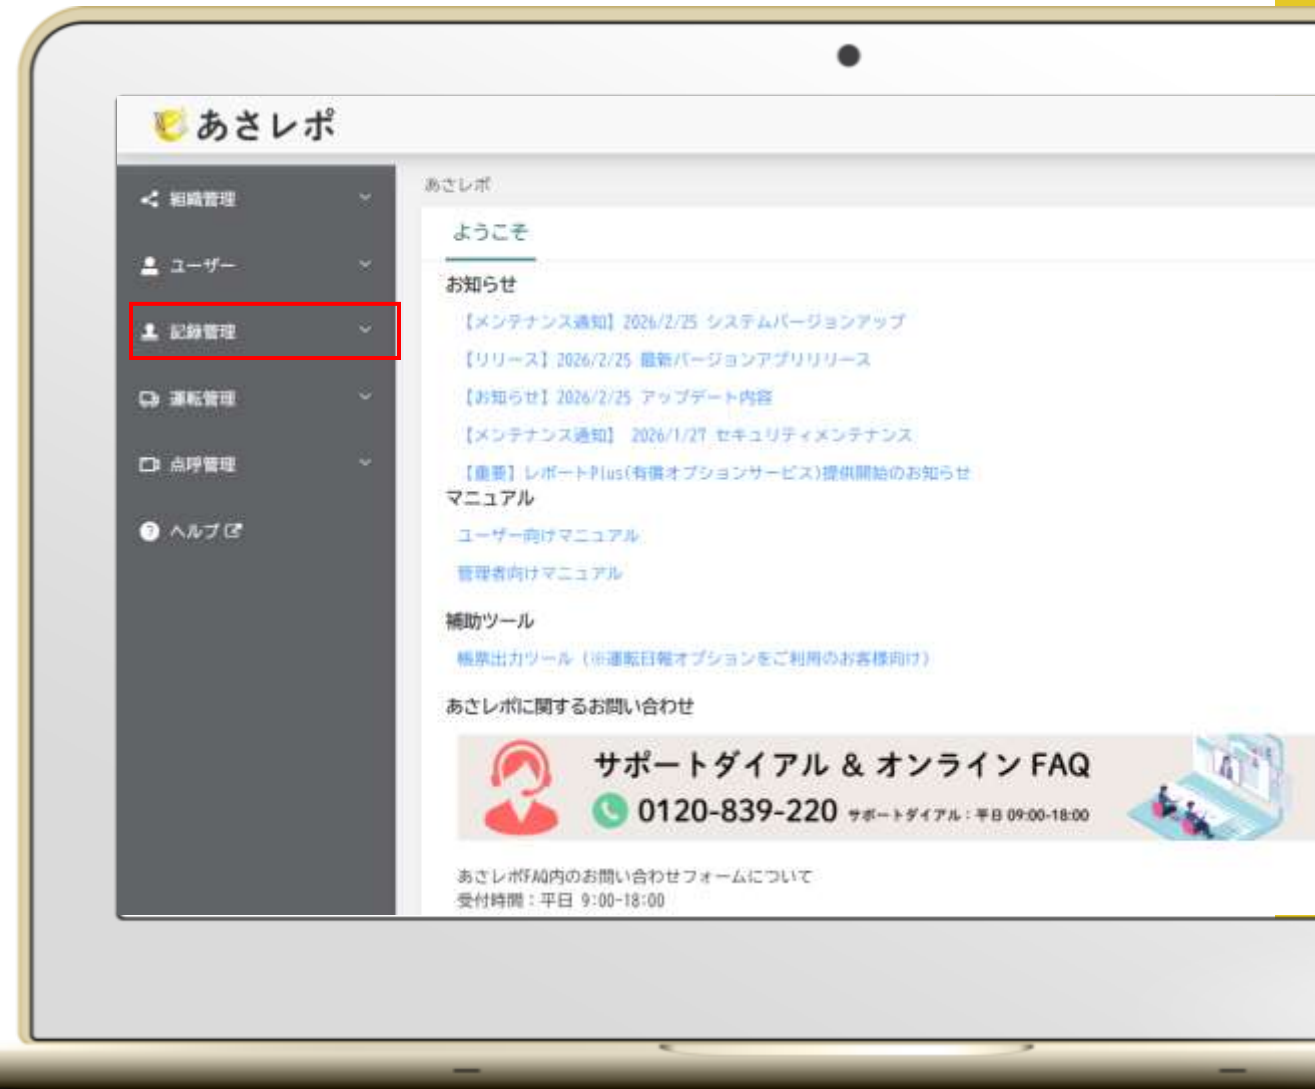 あさレポ
組織管理
ユーザー
記録管理
運転管理
点呼管理
ヘルプ
あさレポ
ようこそ
お知らせ
【メンテナンス通知】2026/2/25 システムバージョンアップ
【リリース】2026/2/25 最新バージョンアプリリリース
【お知らせ】2026/2/25 アップデート内容
【メンテナンス通知】 2026/1/27 セキュリティメンテナンス
【重要】レポートPlus(有償オプションサービス)提供開始のお知らせ
マニュアル
ユーザー向けマニュアル
管理者向けマニュアル
補助ツール
帳票出力ツール（※運転日報オプションをご利用のお客様向け）
あさレポに関するお問い合わせ
サポートダイアル & オンライン FAQ
0120-839-220 サポートダイアル：平日 09:00-18:00
あさレポFAQ内のお問い合わせフォームについて
受付時間：平日 9:00-18:00